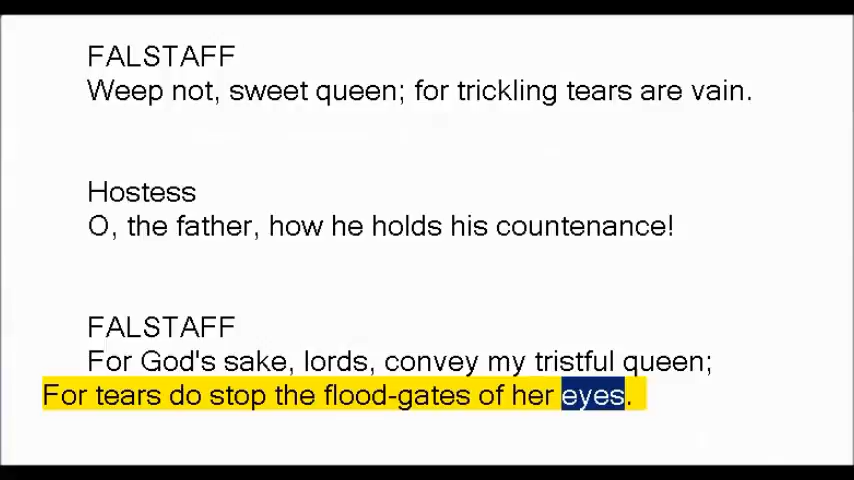 FALSTAFF
Weep not, sweet queen; for trickling tears are vain.
Hostess
O, the father, how he holds his countenance!
FALSTAFF
For God's sake, lords, convey my tristful queen;
For tears do stop the flood-gates of her eyes.